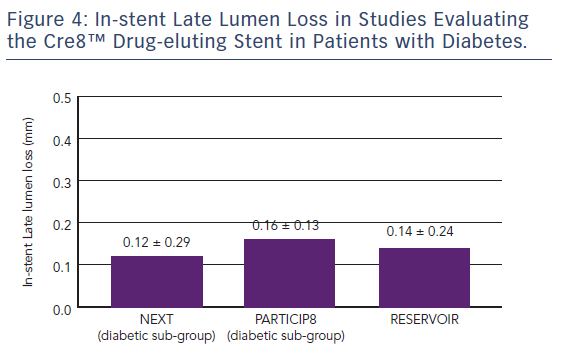 Figure 4: In-stent Late Lumen Loss in Studies Evaluating
the Cre8™ Drug-eluting Stent in Patients with Diabetes.
In-stent Late lumen loss (mm)
0.5
0.4
0.3
0.2
0.1
0.0
0.12 ± 0.29
0.16 ± 0.13
0.14 ± 0.24
NEXT
(diabetic sub-group)
PARTICIP8
(diabetic sub-group)
RESERVOIR